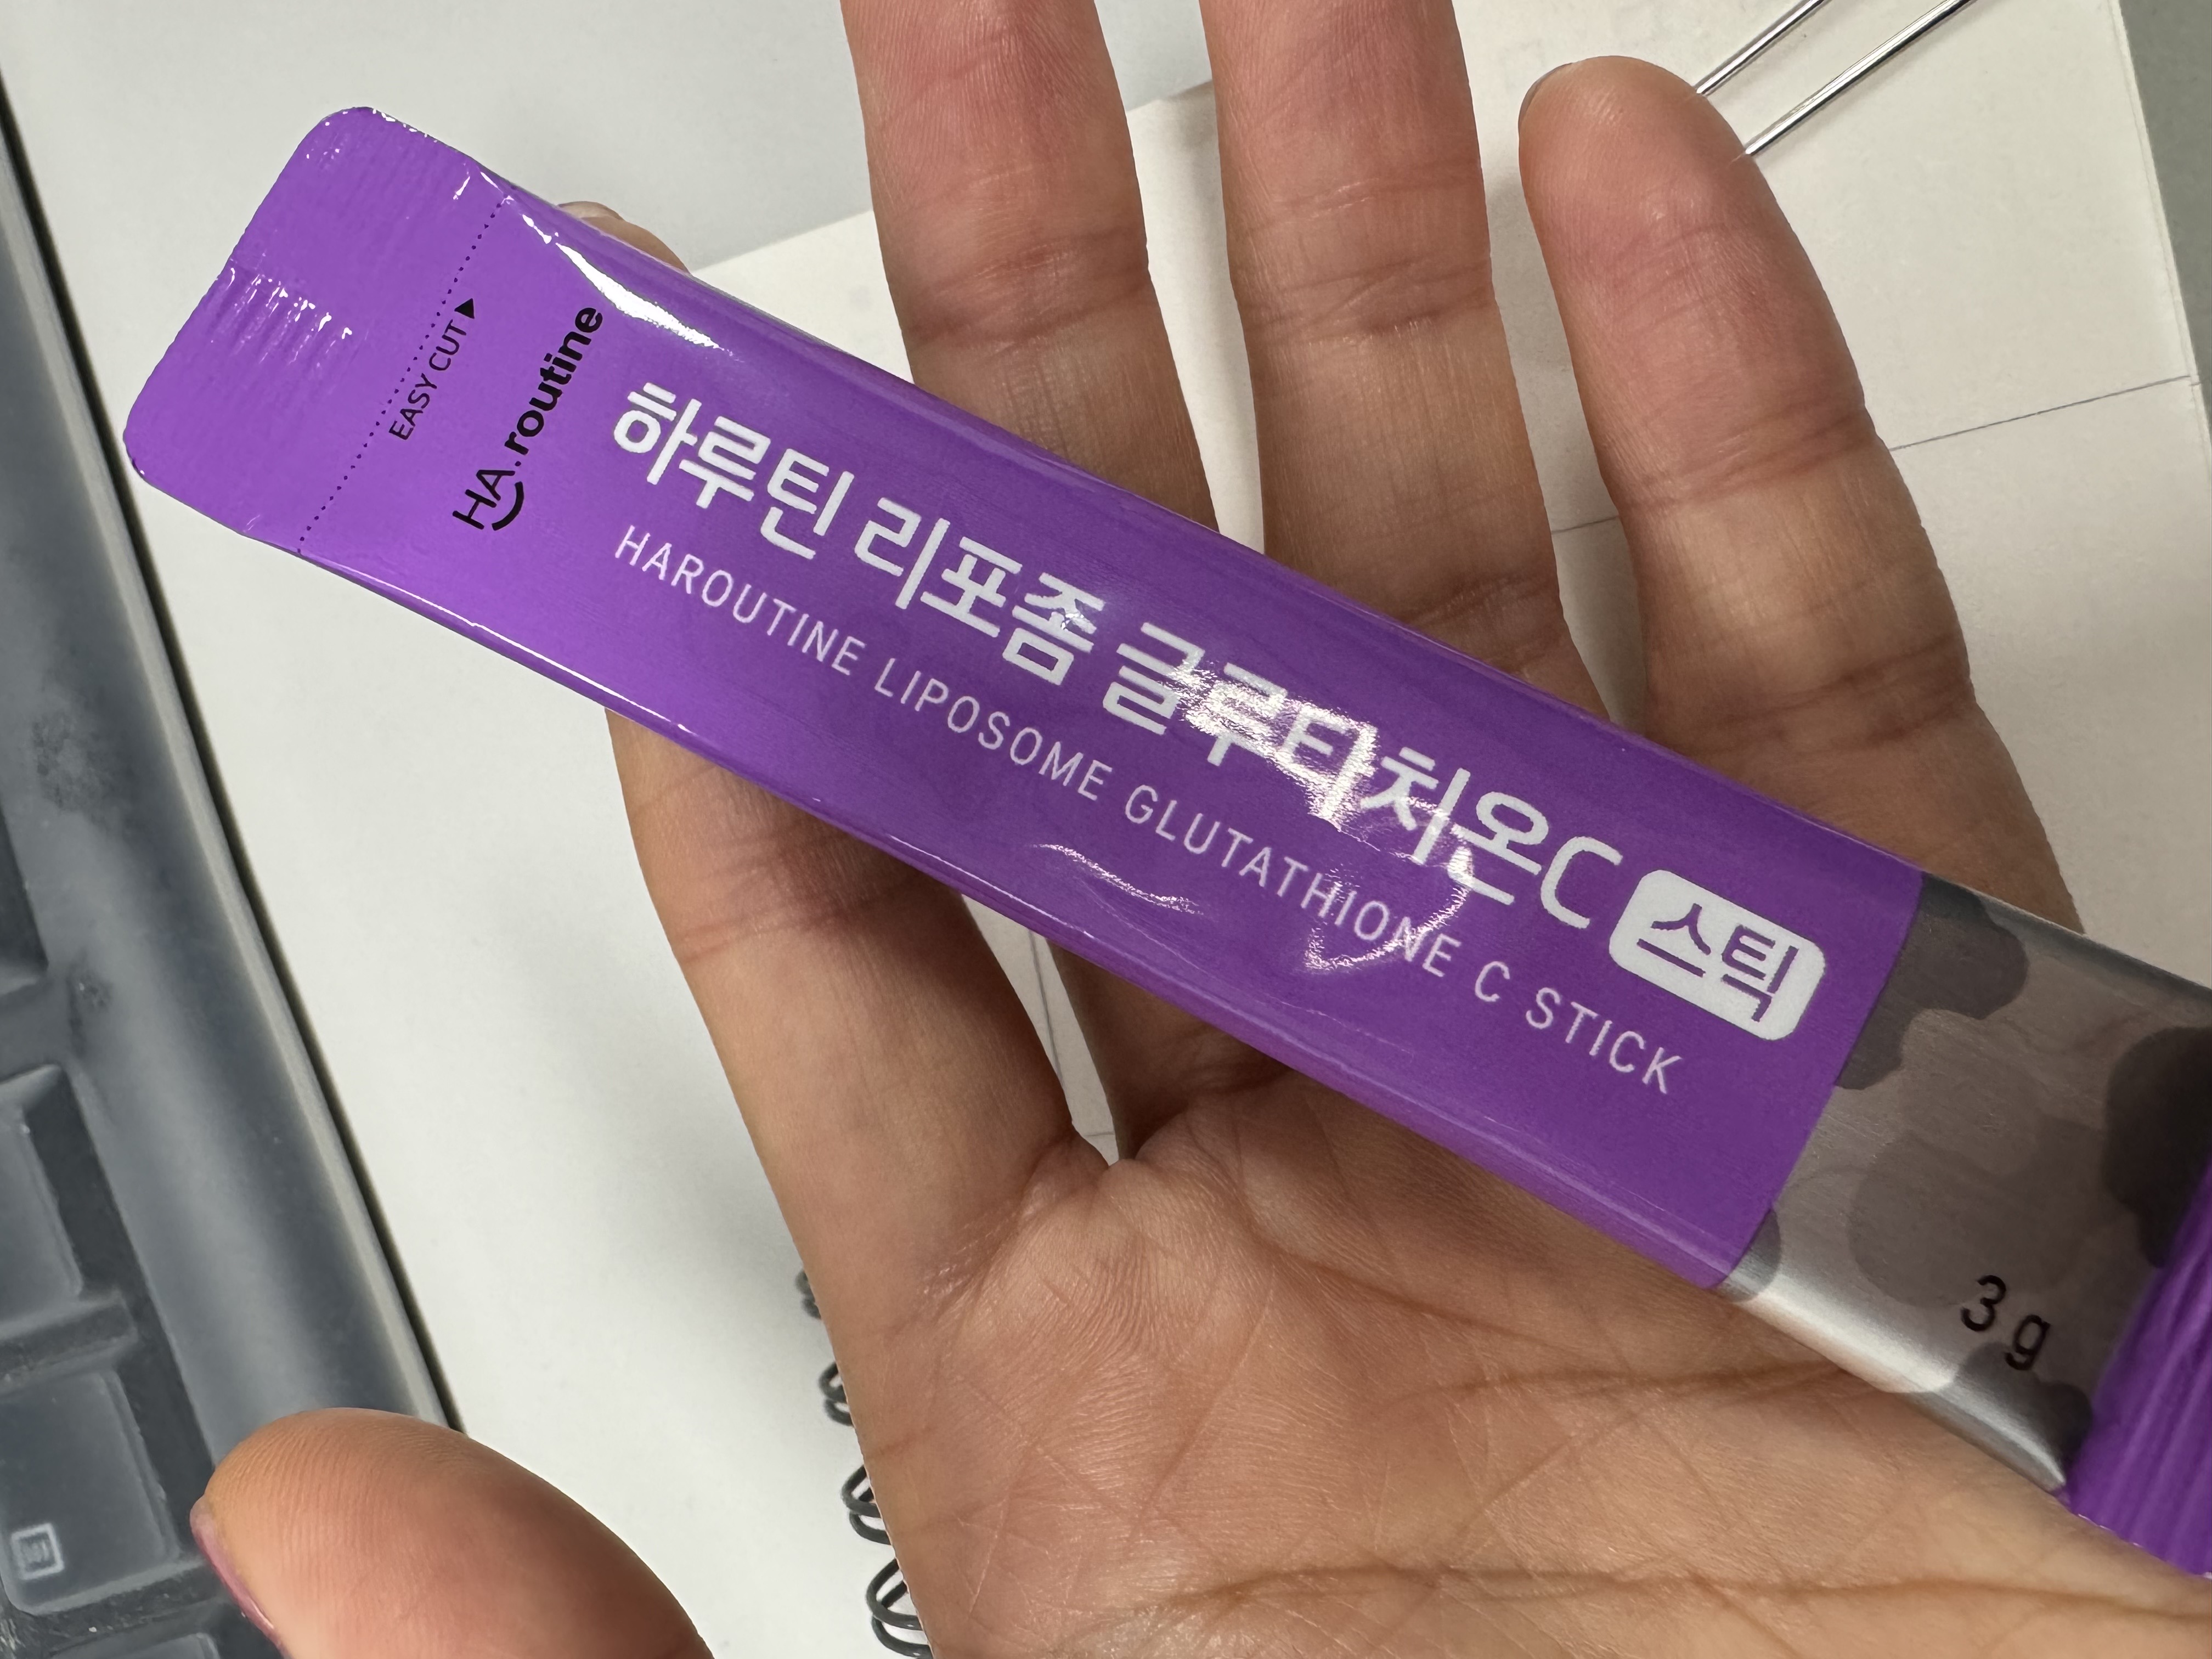 EASY CUT ▶
HA.routine
하루틴 리포좀 글루타치온C 스틱
HAROUTINE LIPOSOME GLUTATHIONE C STICK
3 g